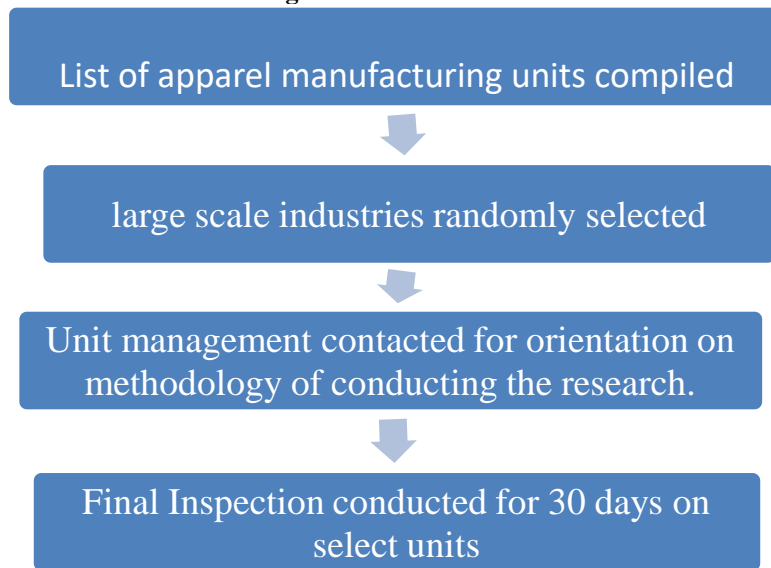 List of apparel manufacturing units compiled
large scale industries randomly selected
Unit management contacted for orientation on
methodology of conducting the research.
Final Inspection conducted for 30 days on
select units